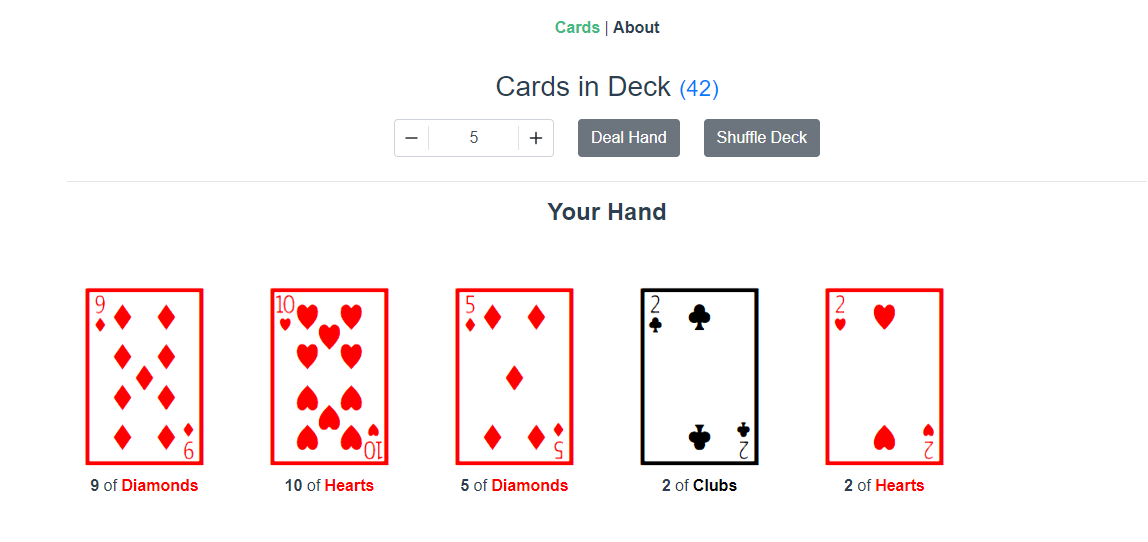 Cards | About
Cards in Deck (42)
− 5 + Deal Hand Shuffle Deck
Your Hand
9 10 5 2 2
9 10 5 2 2
9 of Diamonds 10 of Hearts 5 of Diamonds 2 of Clubs 2 of Hearts